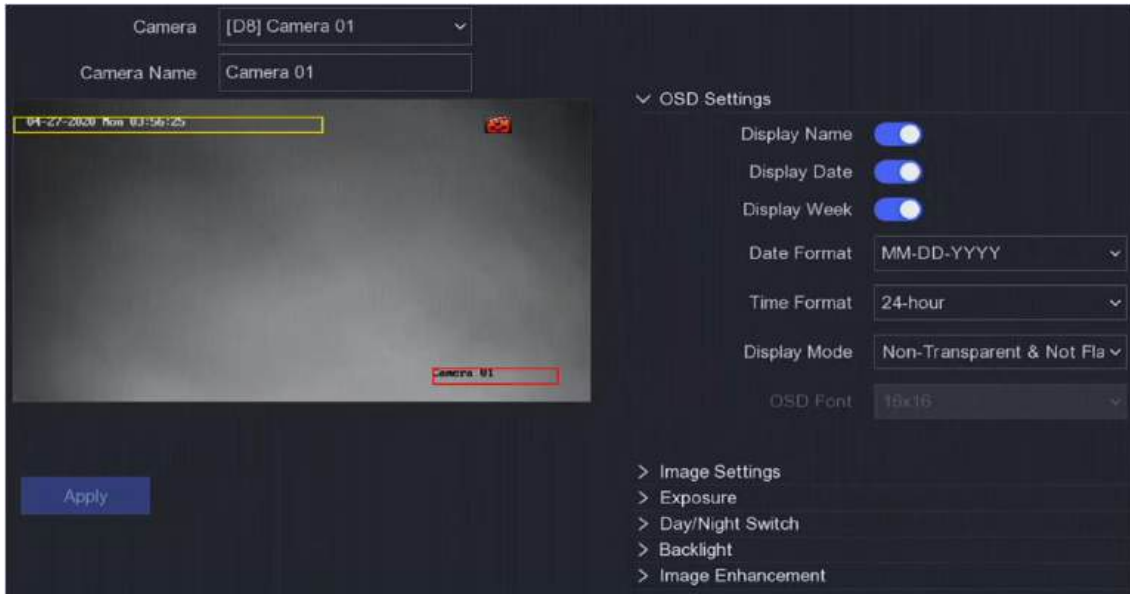 Camera [D8] Camera 01
Camera Name Camera 01
04-27-2020 Mon 03:56:25
Camera 01
Apply
OSD Settings
Display Name
Display Date
Display Week
Date Format MM-DD-YYYY
Time Format 24-hour
Display Mode Non-Transparent & Not Fla
OSD Font 16x16
Image Settings
Exposure
Day/Night Switch
Backlight
Image Enhancement